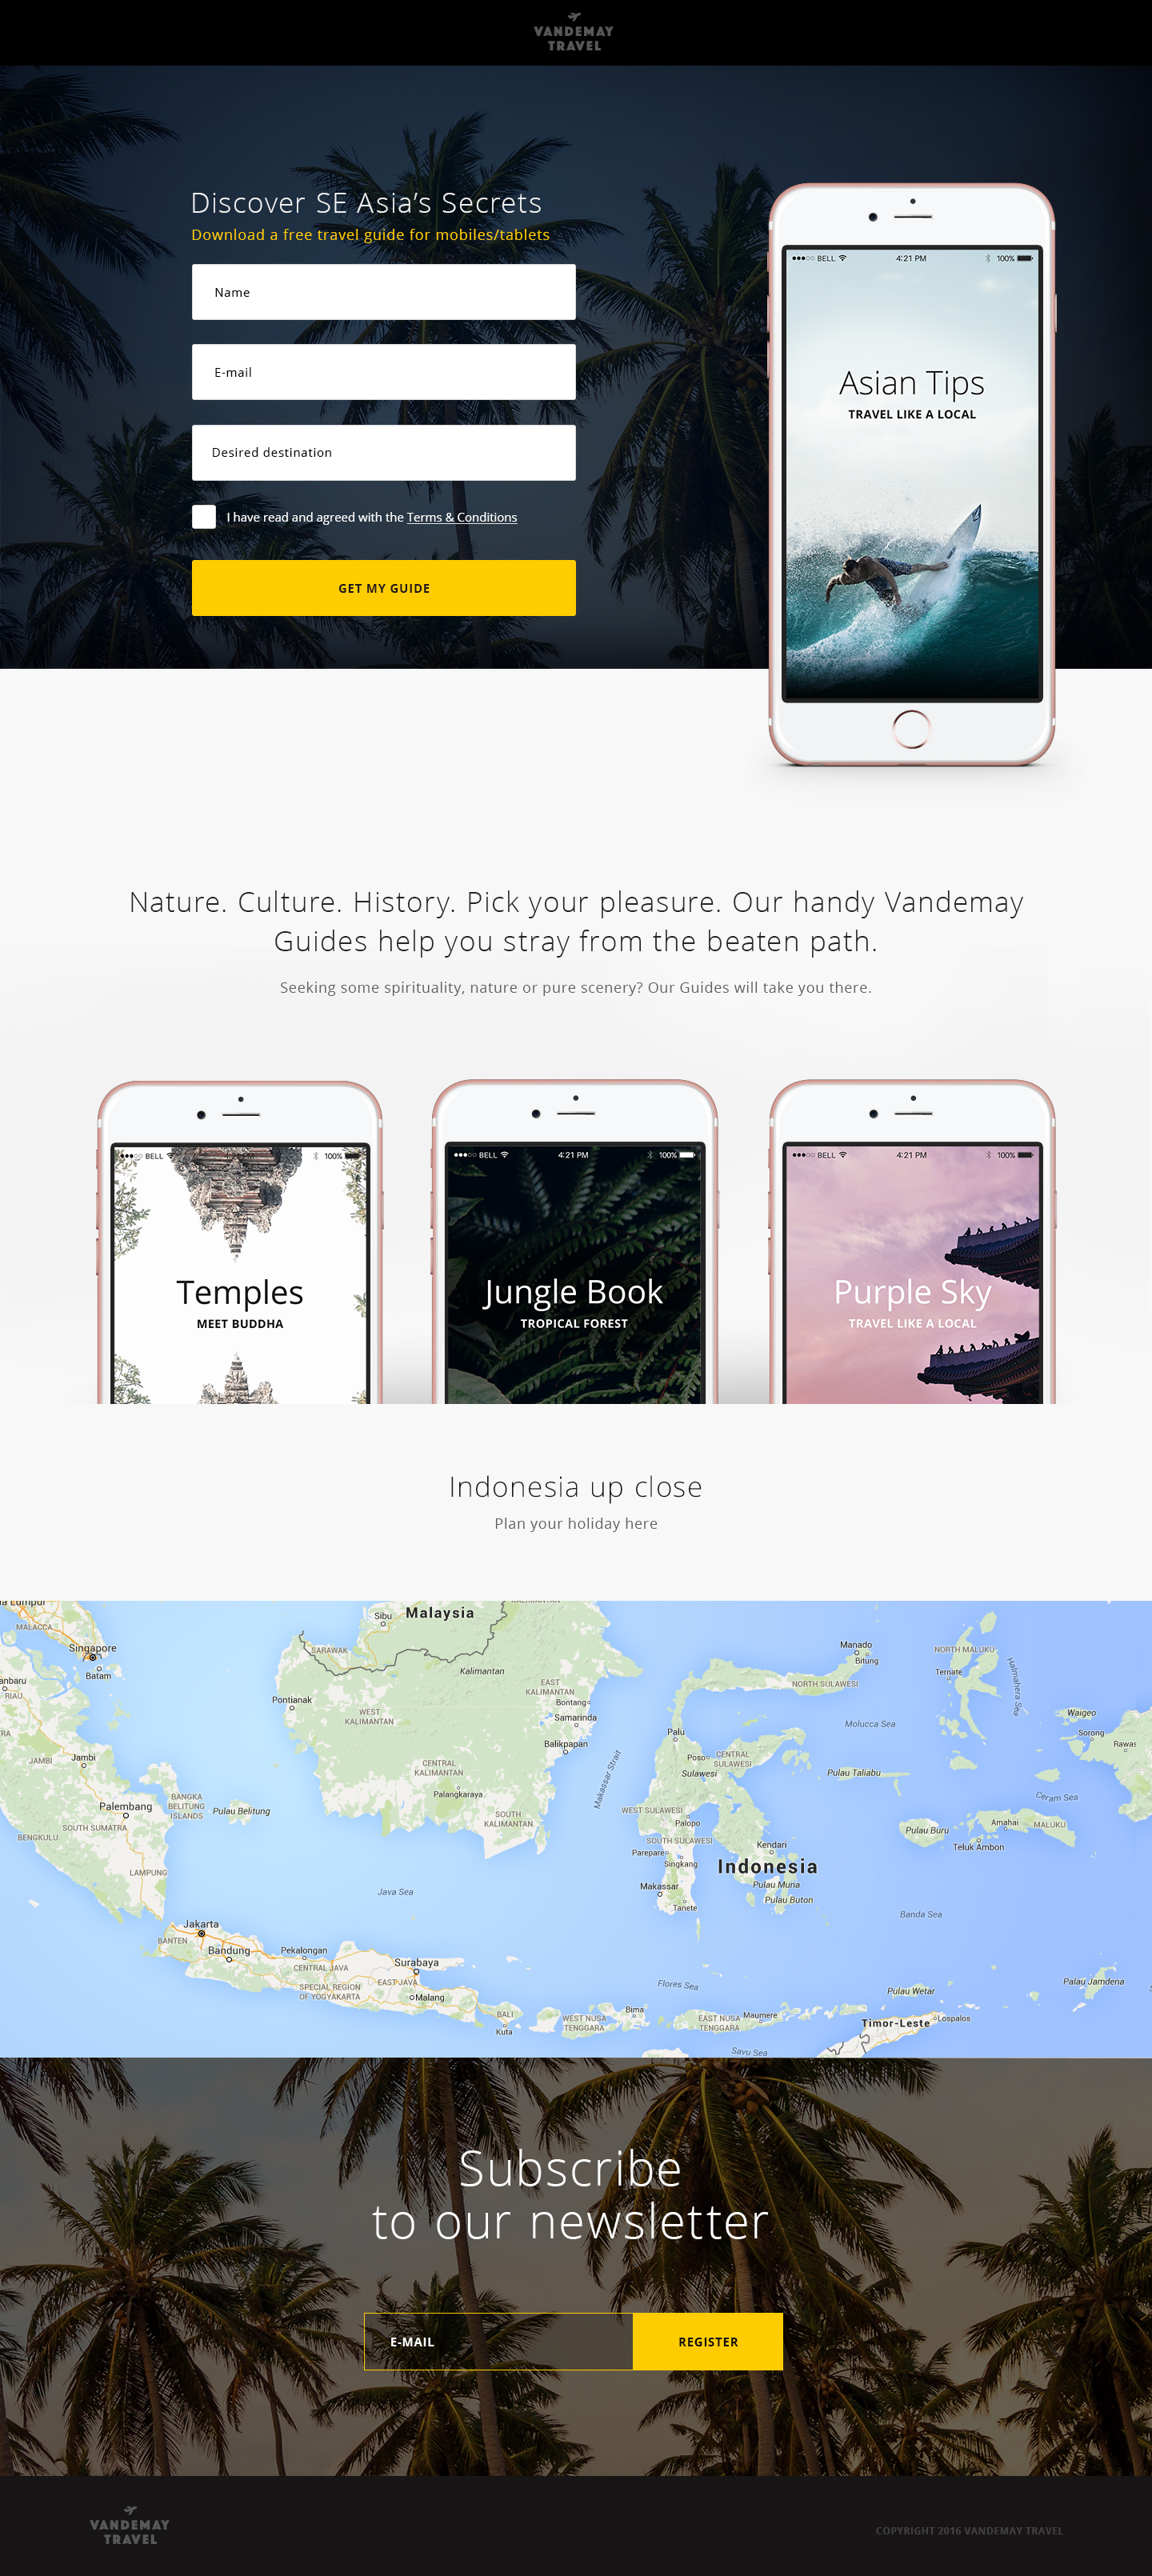 VANDEMAY
TRAVEL
Discover SE Asia's Secrets
Download a free travel guide for mobiles/tablets
Name
E-mail
Desired destination
I have read and agreed with the Terms & Conditions
GET MY GUIDE
BELL 4:21 PM 100%
Asian Tips
TRAVEL LIKE A LOCAL
Nature. Culture. History. Pick your pleasure. Our handy Vandemay
Guides help you stray from the beaten path.
Seeking some spirituality, nature or pure scenery? Our Guides will take you there.
BELL 100%
Temples
MEET BUDDHA
BELL 4:21 PM 100%
Jungle Book
TROPICAL FOREST
BELL 4:21 PM 100%
Purple Sky
TRAVEL LIKE A LOCAL
Indonesia up close
Plan your holiday here
MALACCA
Singapore
Batam
RIAU
JAMBI
Jambi
Palembang
SOUTH SUMATRA
BENGKULU
LAMPUNG
BANGKA
BELITUNG
ISLANDS
Pulau Belitung
Sibu
Malaysia
SARAWAK
Kalimantan
Pontianak
WEST
KALIMANTAN
EAST
KALIMANTAN
Bontang
Samarinda
Balikpapan
CENTRAL
KALIMANTAN
Palangkaraya
SOUTH
KALIMANTAN
Makassar Strait
Java Sea
Jakarta
BANTEN
Bandung
Pekalongan
CENTRAL JAVA
SPECIAL REGION
OF YOGYAKARTA
Surabaya
EAST JAVA
Malang
BALI
Kuta
WEST NUSA
TENGGARA
Bima
Flores Sea
EAST NUSA
TENGGARA
Maumere
Savu Sea
Manado
Bitung
NORTH SULAWESI
Molucca Sea
Palu
Poso
CENTRAL
SULAWESI
Sulawesi
WEST SULAWESI
Palopo
SOUTH SULAWESI
Parepare
Singkang
Makassar
Tanete
Kendari
Indonesia
Pulau Muna
Pulau Buton
NORTH MALUKU
Ternate
Halmahera Sea
Waigeo
Sorong
Rawas
Pulau Taliabu
Ceram Sea
Pulau Buru
Amahai
MALUKU
Teluk Ambon
Banda Sea
Pulau Wetar
Pulau Jamdena
Timor-Leste
Lospalos
Subscribe
to our newsletter
E-MAIL
REGISTER
VANDEMAY
TRAVEL
COPYRIGHT 2016 VANDEMAY TRAVEL